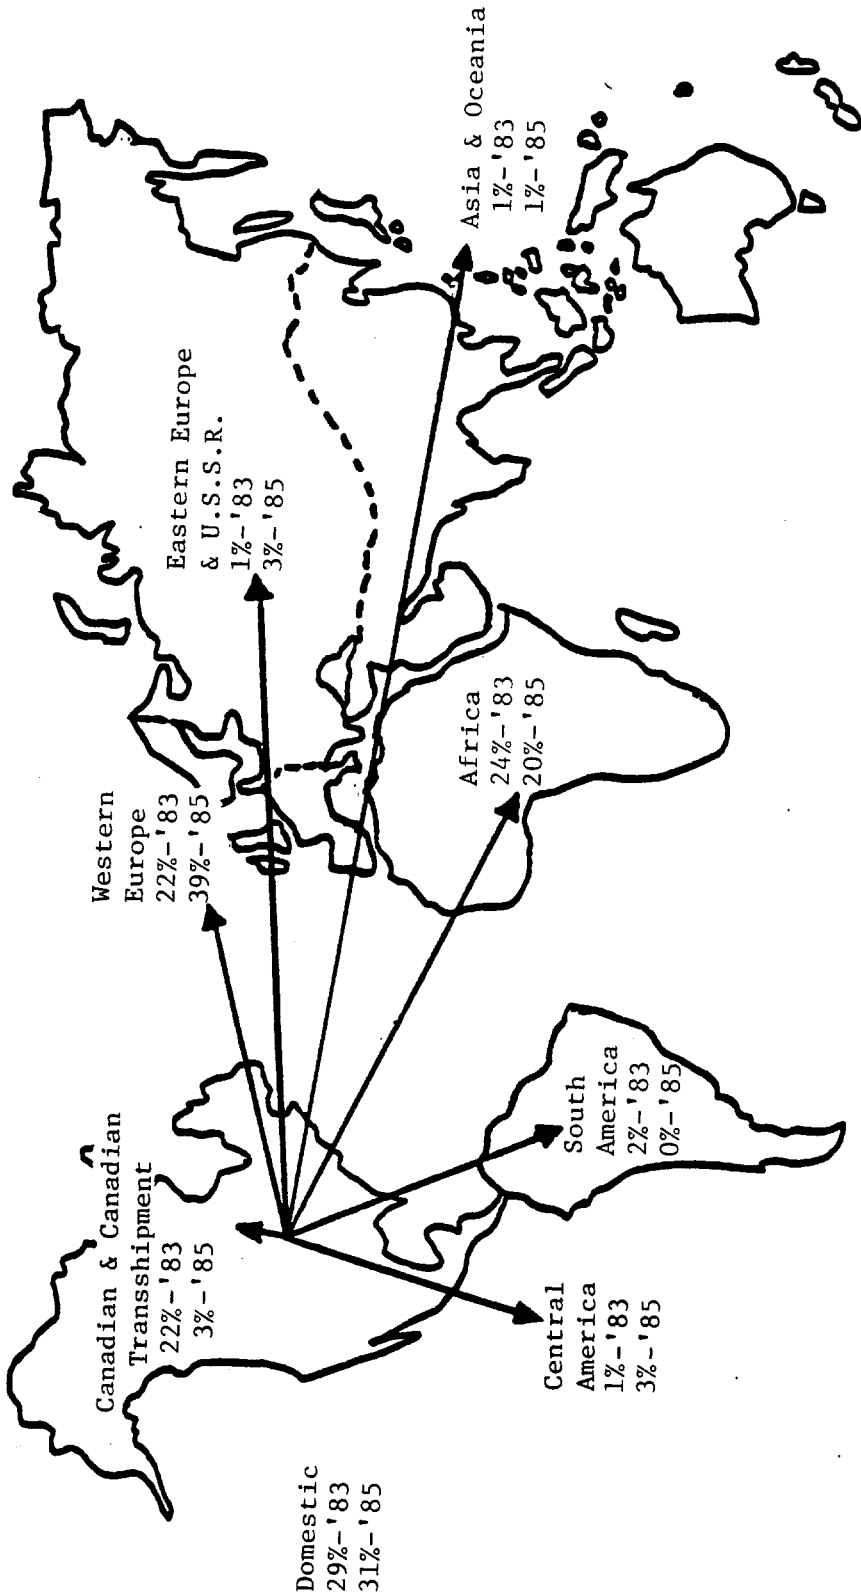 Canadian & Canadian
Transshipment
22%-'83
3%-'85
Western
Europe
22%-'83
39%-'85
Eastern Europe
& U.S.S.R.
1%-'83
3%-'85
Asia & Oceania
1%-'83
1%-'85
Africa
24%-'83
20%-'85
South
America
2%-'83
0%-'85
Central
America
1%-'83
3%-'85
Domestic
29%-'83
31%-'85